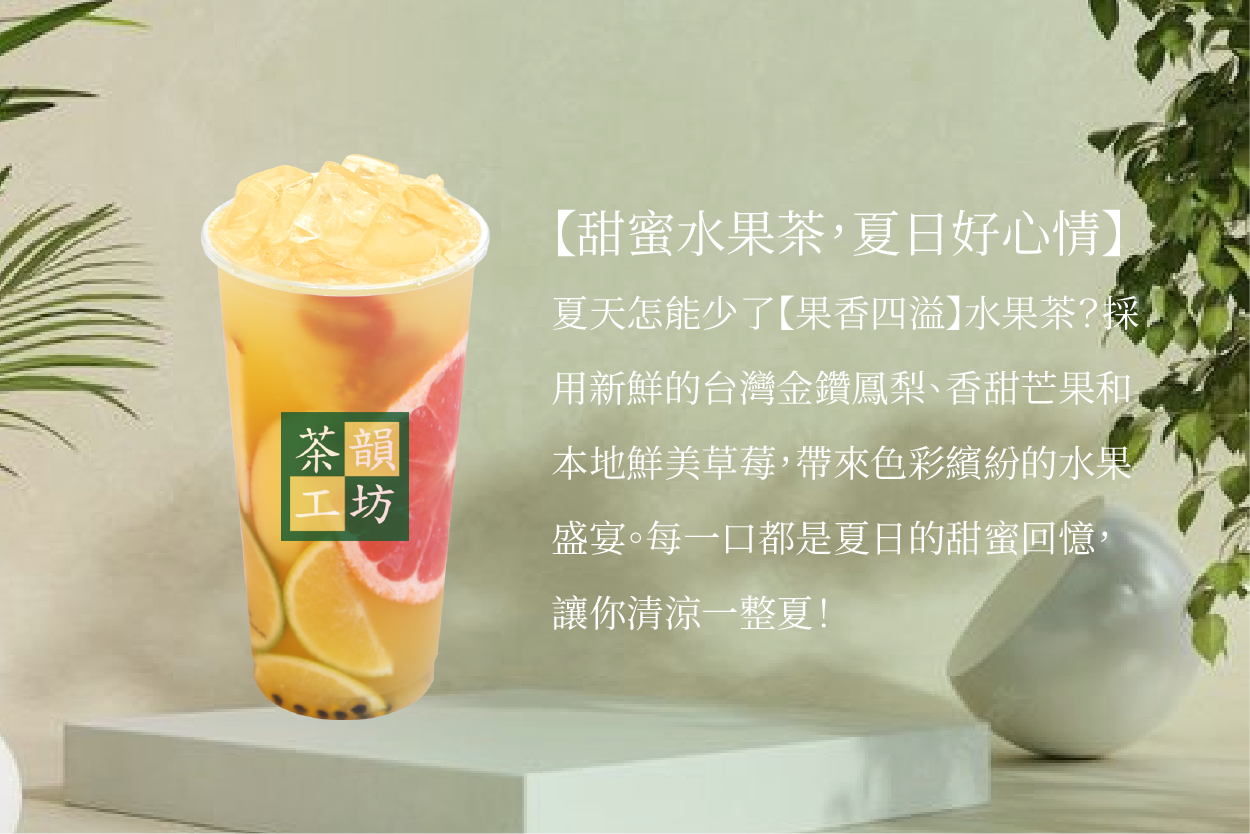 【甜蜜水果茶，夏日好心情】
夏天怎能少了【果香四溢】水果茶？採
用新鮮的台灣金鑽鳳梨、香甜芒果和
本地鮮美草莓，帶來色彩繽紛的水果
盛宴。每一口都是夏日的甜蜜回憶，
讓你清涼一整夏！
茶韻
工坊